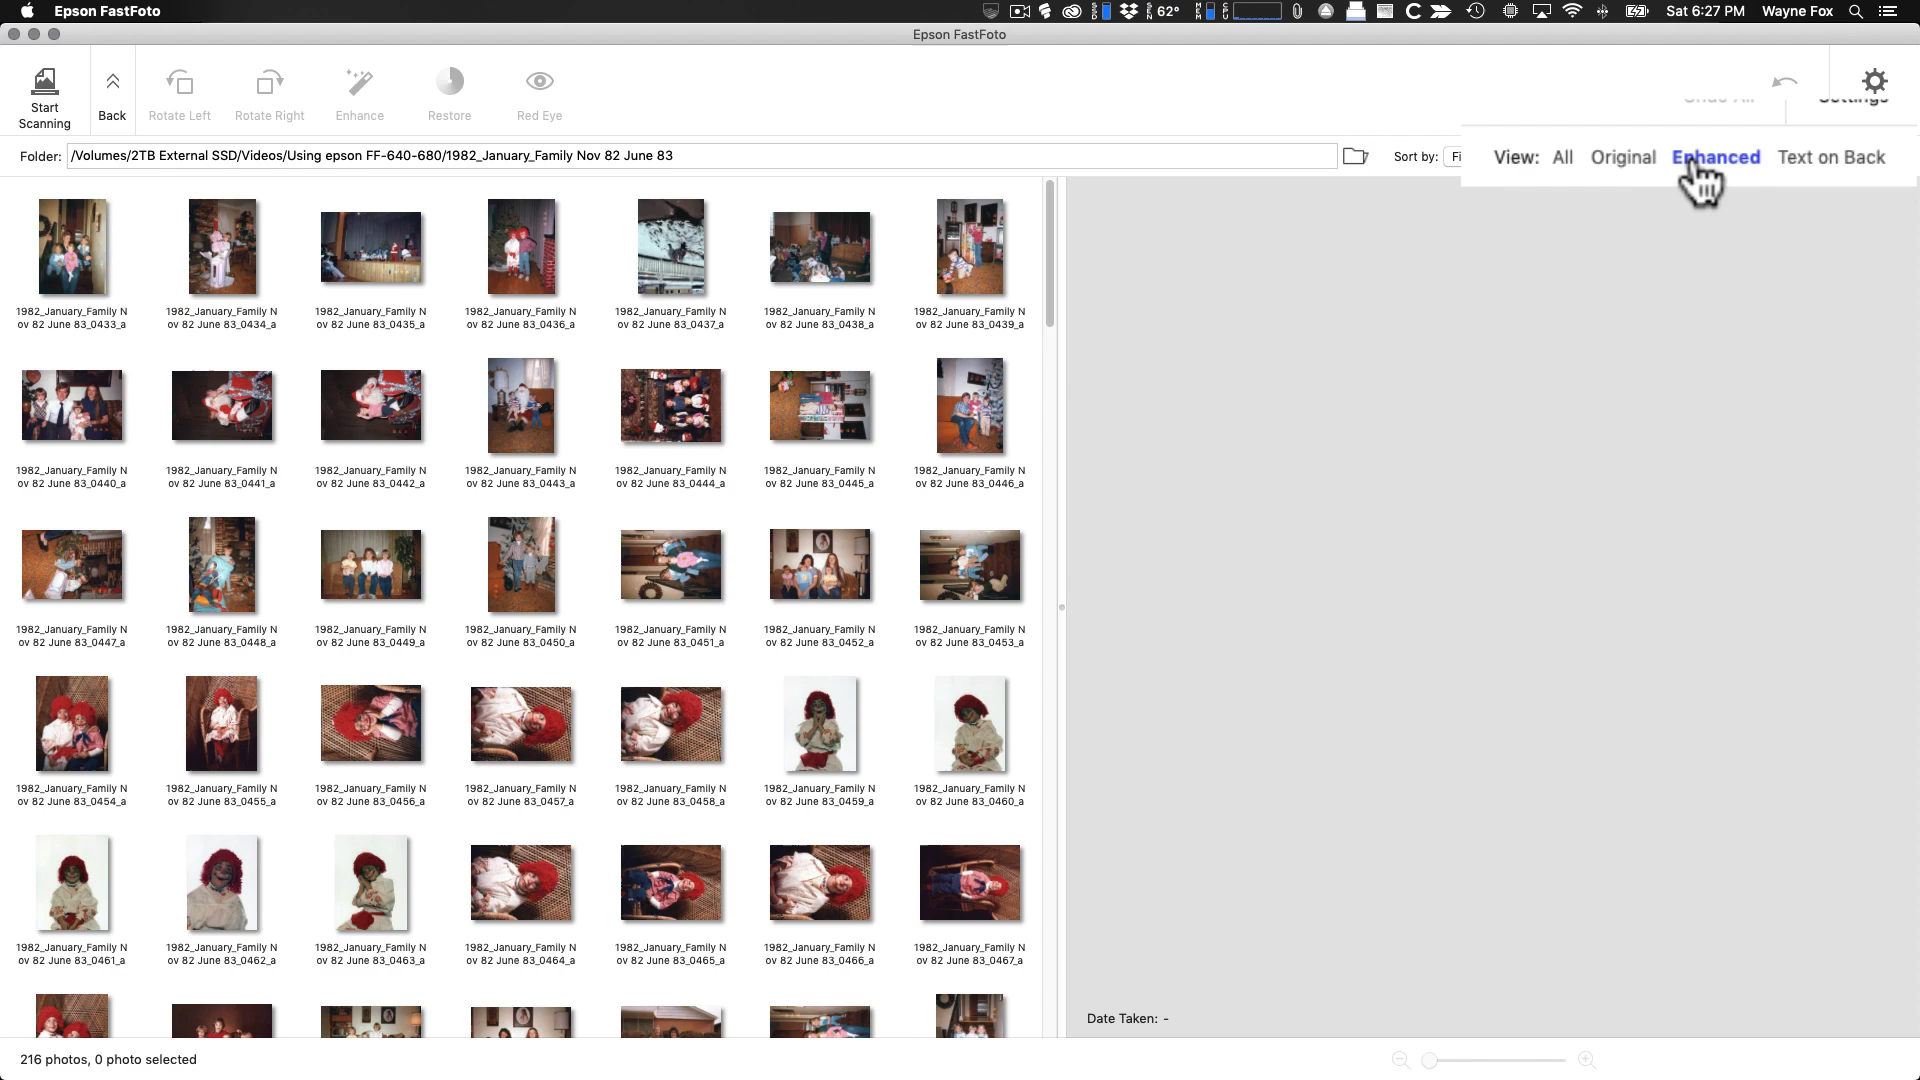 Epson FastFoto
62°
Sat 6:27 PM
Wayne Fox
Epson FastFoto
Start
Scanning
Back
Rotate Left
Rotate Right
Enhance
Restore
Red Eye
Folder: /Volumes/2TB External SSD/Videos/Using epson FF-640-680/1982_January_Family Nov 82 June 83
Sort by: Fi
View: All Original Enhanced Text on Back
1982_January_Family N
ov 82 June 83_0433_a
1982_January_Family N
ov 82 June 83_0434_a
1982_January_Family N
ov 82 June 83_0435_a
1982_January_Family N
ov 82 June 83_0436_a
1982_January_Family N
ov 82 June 83_0437_a
1982_January_Family N
ov 82 June 83_0438_a
1982_January_Family N
ov 82 June 83_0439_a
1982_January_Family N
ov 82 June 83_0440_a
1982_January_Family N
ov 82 June 83_0441_a
1982_January_Family N
ov 82 June 83_0442_a
1982_January_Family N
ov 82 June 83_0443_a
1982_January_Family N
ov 82 June 83_0444_a
1982_January_Family N
ov 82 June 83_0445_a
1982_January_Family N
ov 82 June 83_0446_a
1982_January_Family N
ov 82 June 83_0447_a
1982_January_Family N
ov 82 June 83_0448_a
1982_January_Family N
ov 82 June 83_0449_a
1982_January_Family N
ov 82 June 83_0450_a
1982_January_Family N
ov 82 June 83_0451_a
1982_January_Family N
ov 82 June 83_0452_a
1982_January_Family N
ov 82 June 83_0453_a
1982_January_Family N
ov 82 June 83_0454_a
1982_January_Family N
ov 82 June 83_0455_a
1982_January_Family N
ov 82 June 83_0456_a
1982_January_Family N
ov 82 June 83_0457_a
1982_January_Family N
ov 82 June 83_0458_a
1982_January_Family N
ov 82 June 83_0459_a
1982_January_Family N
ov 82 June 83_0460_a
1982_January_Family N
ov 82 June 83_0461_a
1982_January_Family N
ov 82 June 83_0462_a
1982_January_Family N
ov 82 June 83_0463_a
1982_January_Family N
ov 82 June 83_0464_a
1982_January_Family N
ov 82 June 83_0465_a
1982_January_Family N
ov 82 June 83_0466_a
1982_January_Family N
ov 82 June 83_0467_a
Date Taken: -
216 photos, 0 photo selected